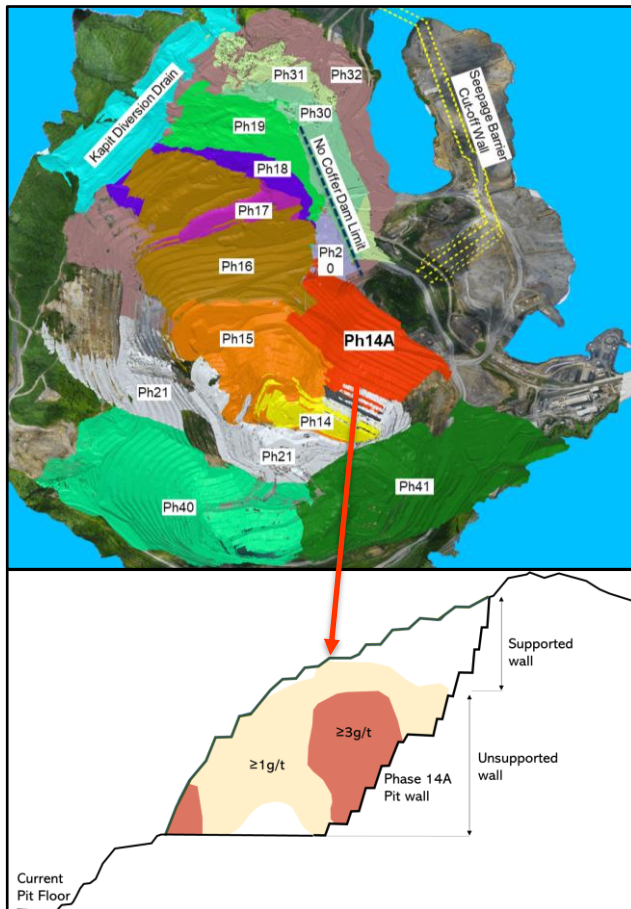 Kapit Diversion Drain
Ph31
Ph32
Ph30
Ph19
Seepage Barrier
Cut-off Wall
No Coffer Dam Limit
Ph18
Ph17
Ph2
0
Ph16
Ph15
Ph14A
Ph21
Ph14
Ph21
Ph40
Ph41
Supported
wall
≥3g/t
≥1g/t
Unsupported
wall
Phase 14A
Pit wall
Current
Pit Floor